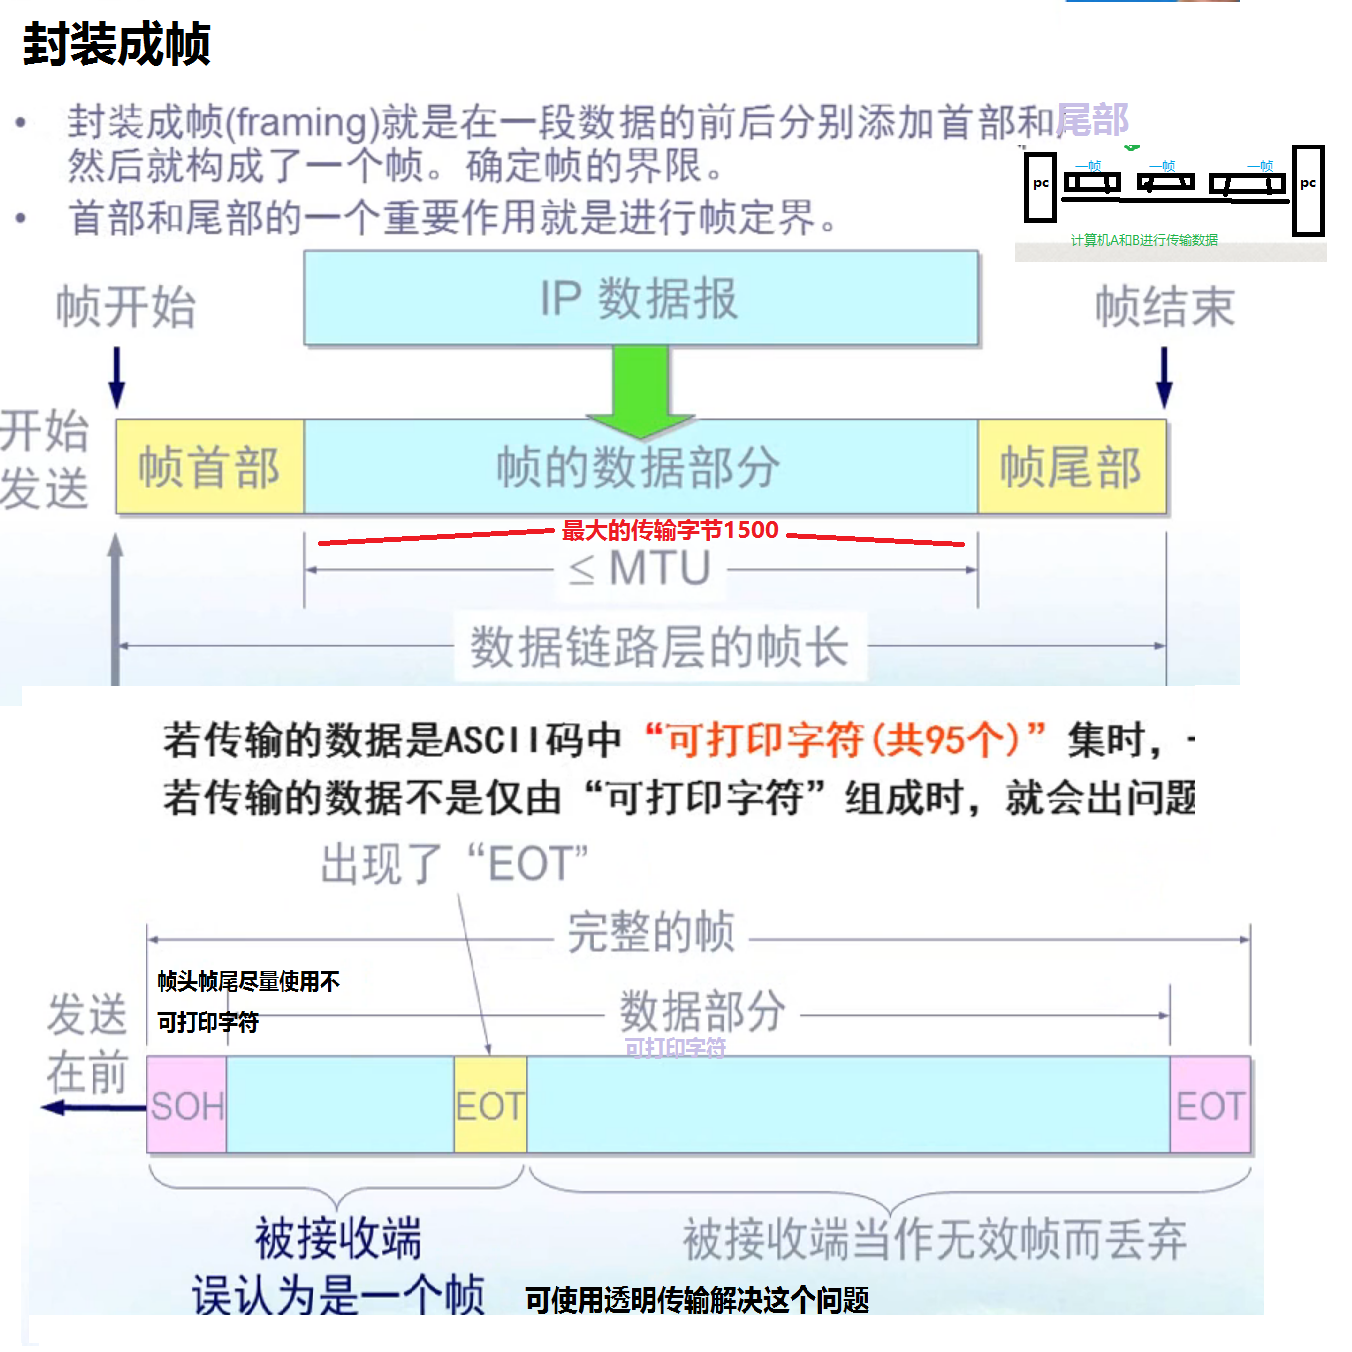 封装成帧
• 封装成帧(framing)就是在一段数据的前后分别添加首部和尾部
然后就构成了一个帧。确定帧的界限。
• 首部和尾部的一个重要作用就是进行帧定界。
pc 一帧 一帧 一帧 pc
计算机A和B进行传输数据
IP 数据报
帧开始
帧结束
开始
发送
帧首部 帧的数据部分 帧尾部
最大的传输字节1500
≤ MTU
数据链路层的帧长
若传输的数据是ASCII码中“可打印字符(共95个)”集时，
若传输的数据不是仅由“可打印字符”组成时，就会出问题
出现了“EOT”
完整的帧
帧头帧尾尽量使用不
可打印字符
发送
在前
数据部分
可打印字符
SOH EOT EOT
被接收端
误认为是一个帧
被接收端当作无效帧而丢弃
可使用透明传输解决这个问题